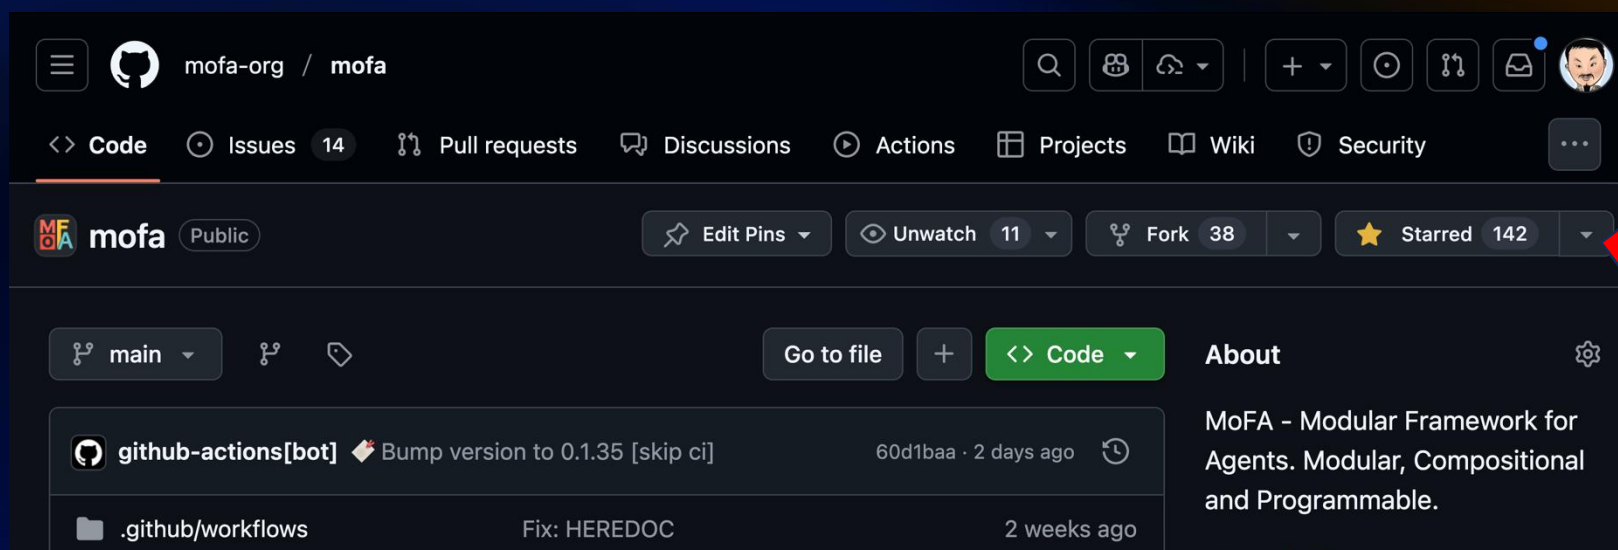 mofa-org / mofa
Code Issues 14 Pull requests Discussions Actions Projects Wiki Security
MOFA mofa Public Edit Pins Unwatch 11 Fork 38 Starred 142
main Go to file Code About
MoFA - Modular Framework for
github-actions[bot] Bump version to 0.1.35 [skip ci] 60d1baa · 2 days ago
Agents. Modular, Compositional
and Programmable.
.github/workflows Fix: HEREDOC 2 weeks ago